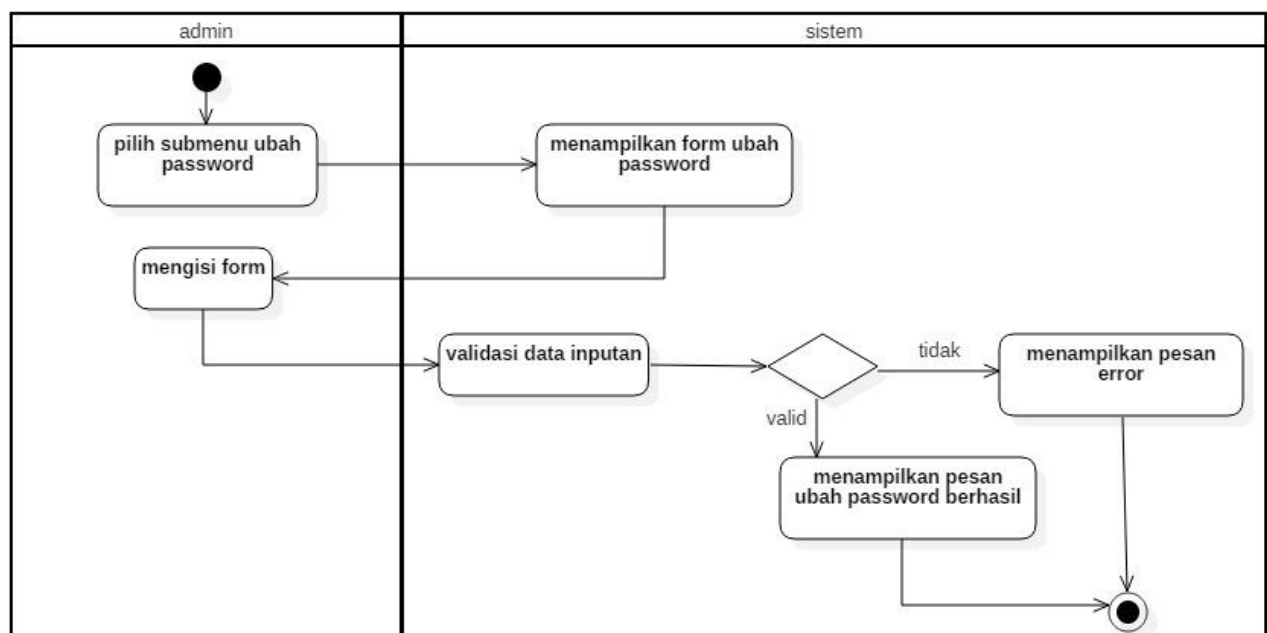 admin
sistem
pilih submenu ubah
password
menampilkan form ubah
password
mengisi form
validasi data inputan
tidak
menampilkan pesan
error
valid
menampilkan pesan
ubah password berhasil